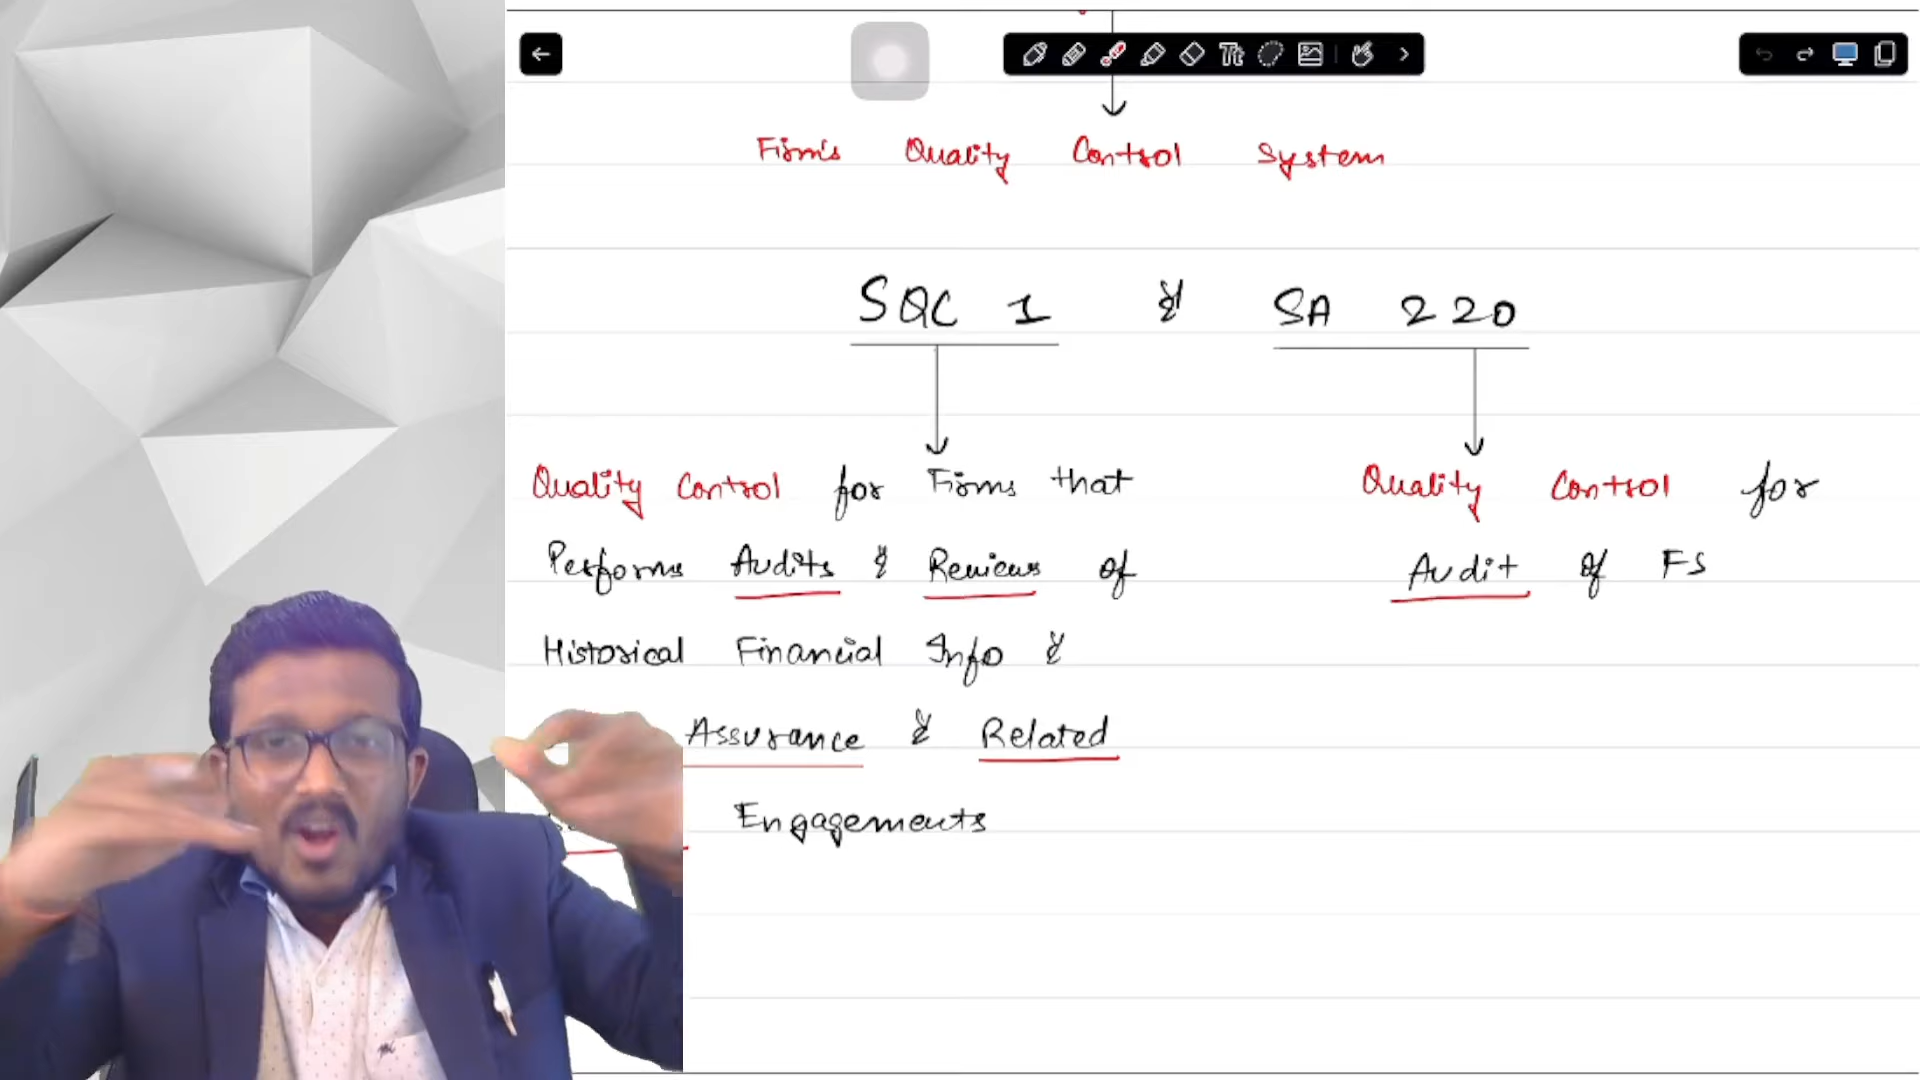 Firm's Quality Control System
SQC 1 & SA 220
Quality Control for Firms that
Performs Audits & Reviews of
Historical Financial Info &
Assurance & Related
Engagements
Quality Control for
Audit of FS